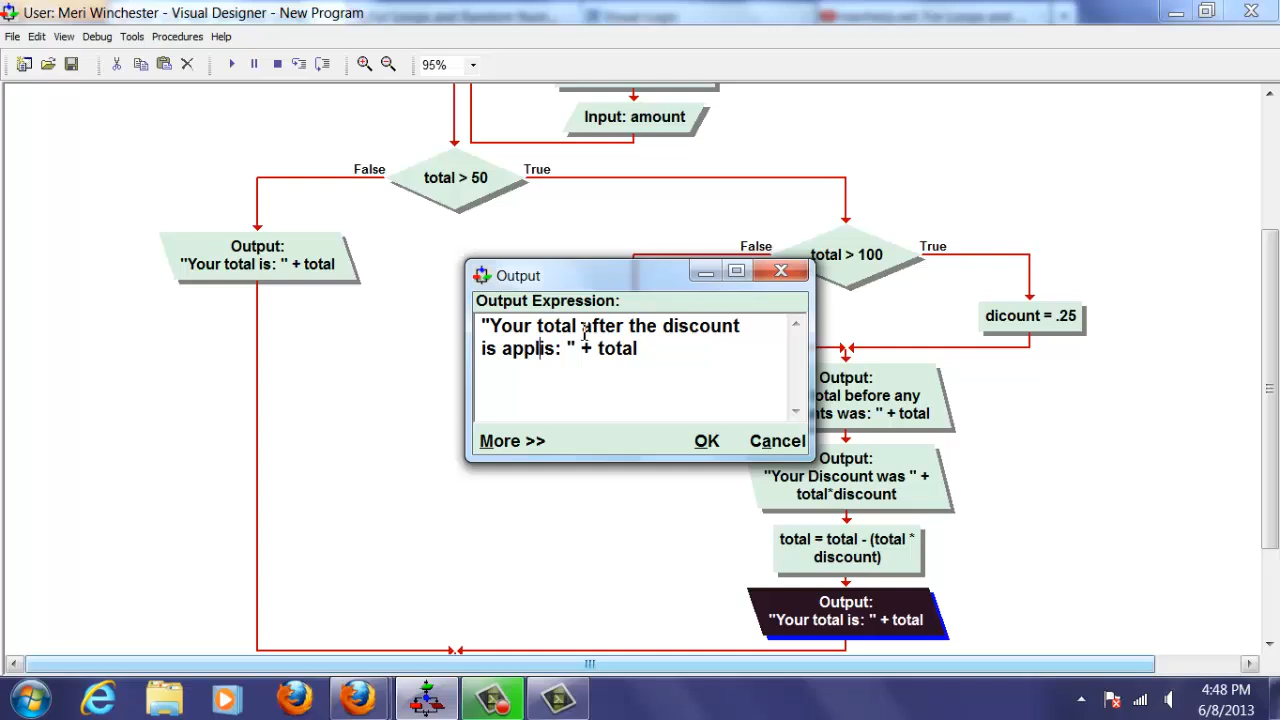 User: Meri Winchester - Visual Designer - New Program
File Edit View Debug Tools Procedures Help
95%
Input: amount
False
True
total > 50
Output:
"Your total is: " + total
False
True
total > 100
dicount = .25
Output
Output Expression:
"Your total after the discount
is applis: " + total
More >>
OK
Cancel
Output:
otal before any
nts was: " + total
Output:
"Your Discount was " +
total*discount
total = total - (total *
discount)
Output:
"Your total is: " + total
4:48 PM
6/8/2013